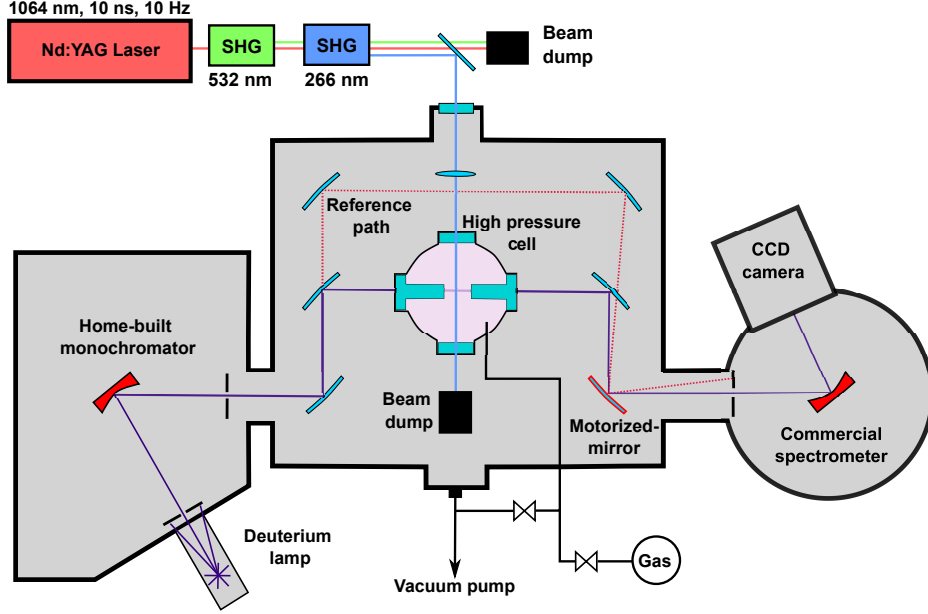 1064 nm, 10 ns, 10 Hz
Nd:YAG Laser
SHG
532 nm
SHG
266 nm
Beam
dump
Reference
path
High pressure
cell
CCD
camera
Home-built
monochromator
Beam
dump
Motorized-
mirror
Commercial
spectrometer
Deuterium
lamp
Vacuum pump
Gas